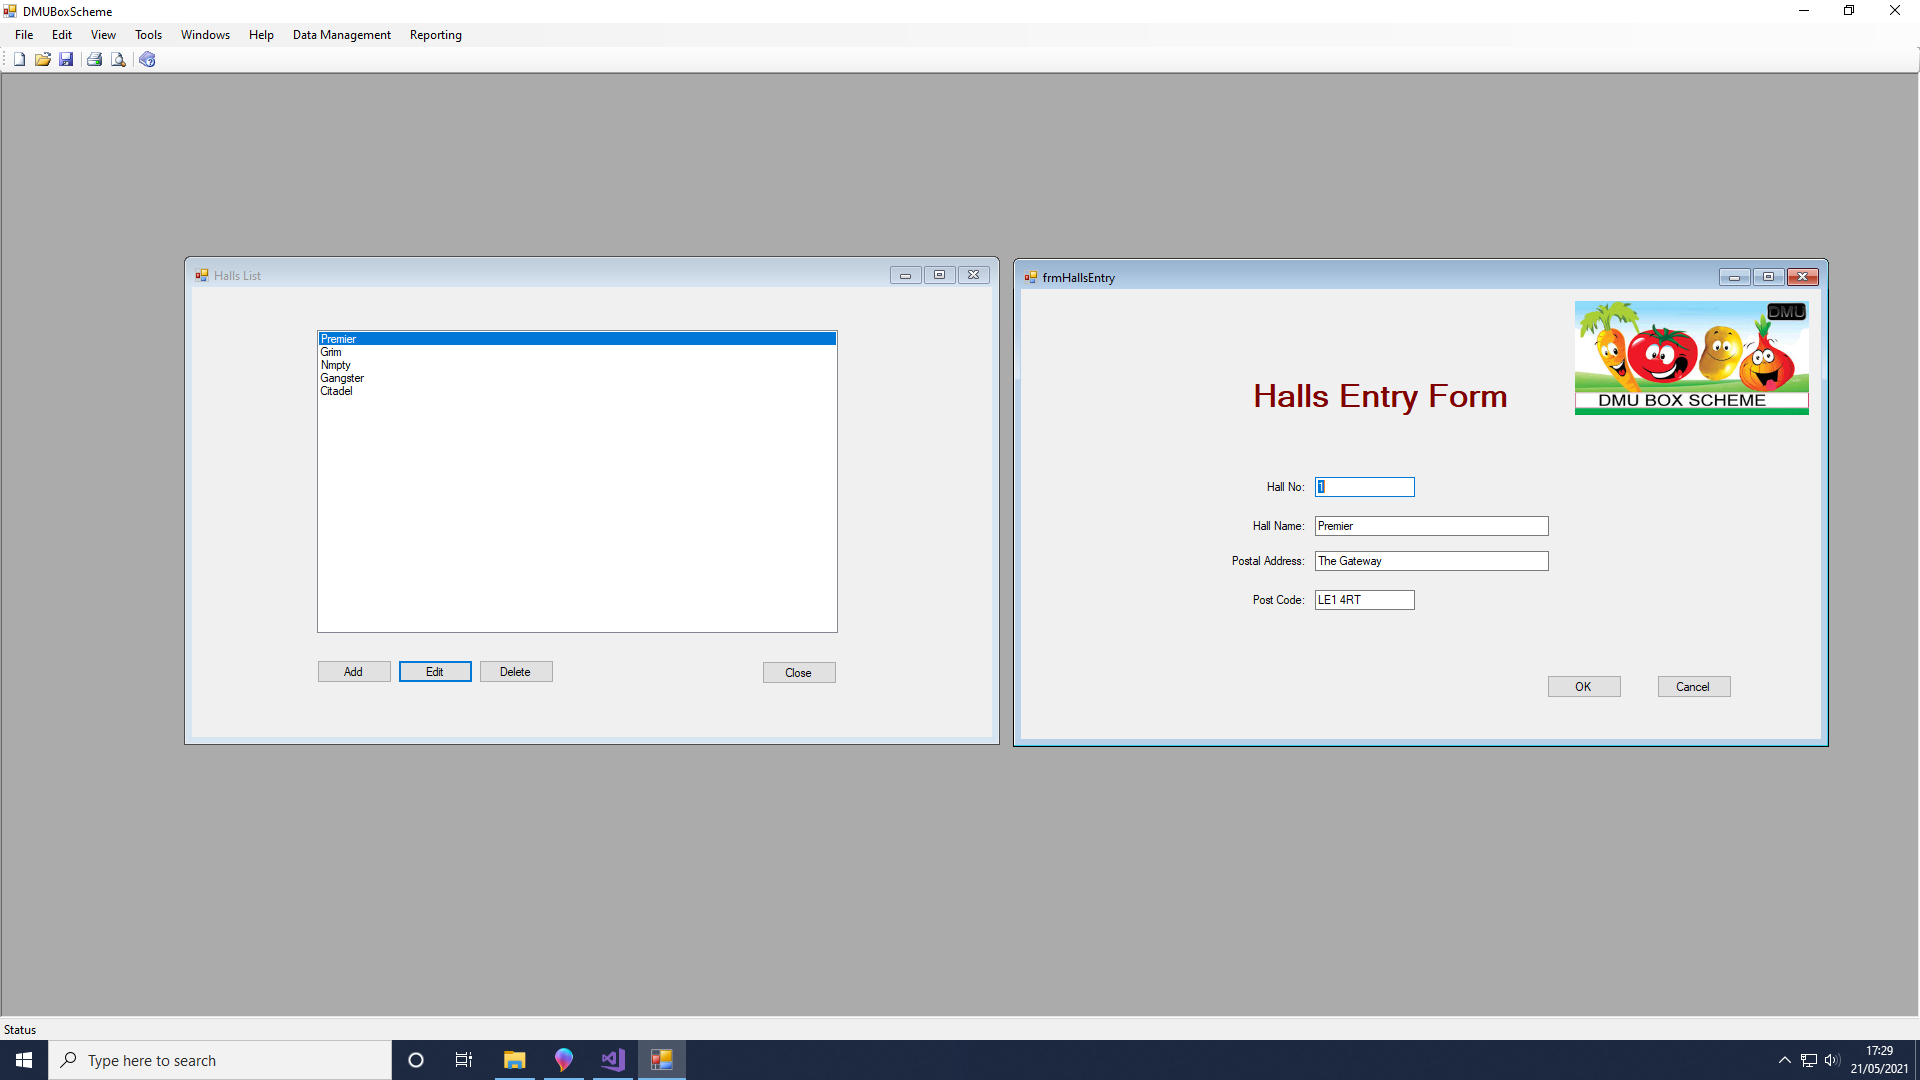 DMUBoxScheme
File Edit View Tools Windows Help Data Management Reporting
Halls List
Premier
Grim
Nmpty
Gangster
Citadel
Add Edit Delete Close
frmHallsEntry
DMU
DMU BOX SCHEME
Halls Entry Form
Hall No: 1
Hall Name: Premier
Postal Address: The Gateway
Post Code: LE1 4RT
OK Cancel
Status
Type here to search
17:29
21/05/2021